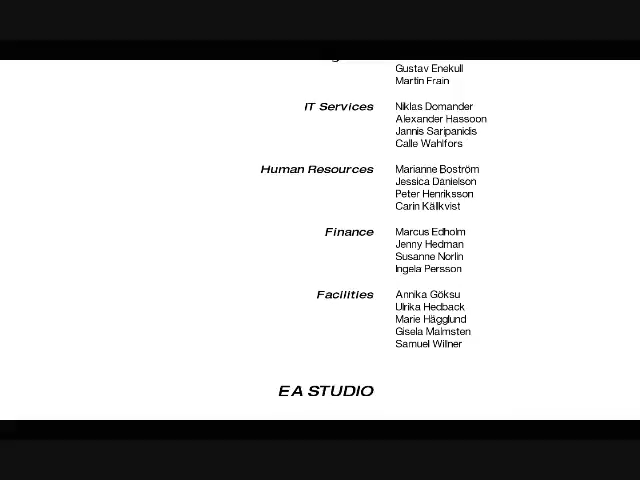 Gustav Enekull
Martin Frain
IT Services Niklas Domander
Alexander Hassoon
Jannis Saripanidis
Calle Wahlfors
Human Resources Marianne Boström
Jessica Danielson
Peter Henriksson
Carin Källkvist
Finance Marcus Edholm
Jenny Hedman
Susanne Norlin
Ingela Persson
Facilities Annika Göksu
Ulrika Hedback
Marie Hägglund
Gisela Malmsten
Samuel Willner
EA STUDIO